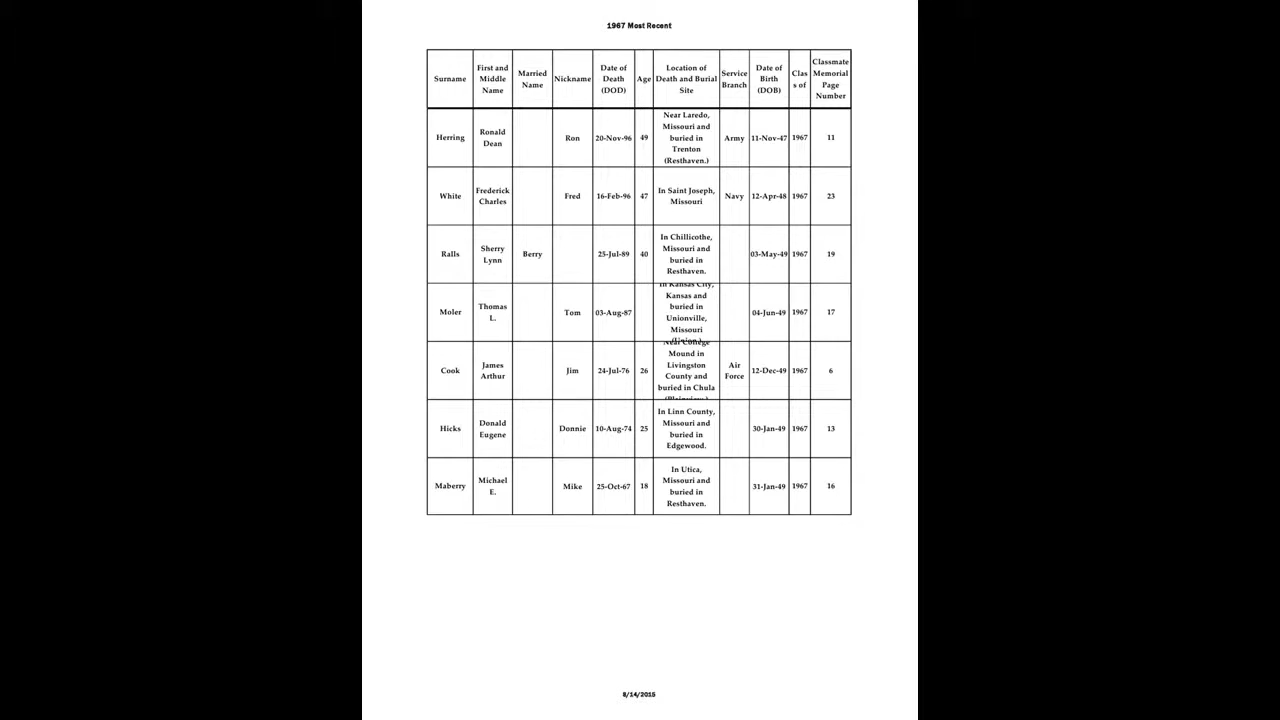 1967 Most Recent
Surname First and Middle Name Married Name Nickname Date of Death (DOD) Age Location of Death and Burial Site Service Branch Date of Birth (DOB) Clas s of Classmate Memorial Page Number
Herring Ronald Dean Ron 20-Nov-96 49 Near Laredo, Missouri and buried in Trenton (Resthaven.) Army 11-Nov-47 1967 11
White Frederick Charles Fred 16-Feb-96 47 In Saint Joseph, Missouri Navy 12-Apr-48 1967 23
Ralls Sherry Lynn Berry 25-Jul-89 40 In Chillicothe, Missouri and buried in Resthaven. 03-May-49 1967 19
Moler Thomas L. Tom 03-Aug-87 In Kansas City, Kansas and buried in Unionville, Missouri 04-Jun-49 1967 17
Cook James Arthur Jim 24-Jul-76 26 Near College Mound in Livingston County and buried in Chula Air Force 12-Dec-49 1967 6
Hicks Donald Eugene Donnie 10-Aug-74 25 In Linn County, Missouri and buried in Edgewood. 30-Jan-49 1967 13
Maberry Michael E. Mike 25-Oct-67 18 In Utica, Missouri and buried in Resthaven. 31-Jan-49 1967 16
8/14/2015